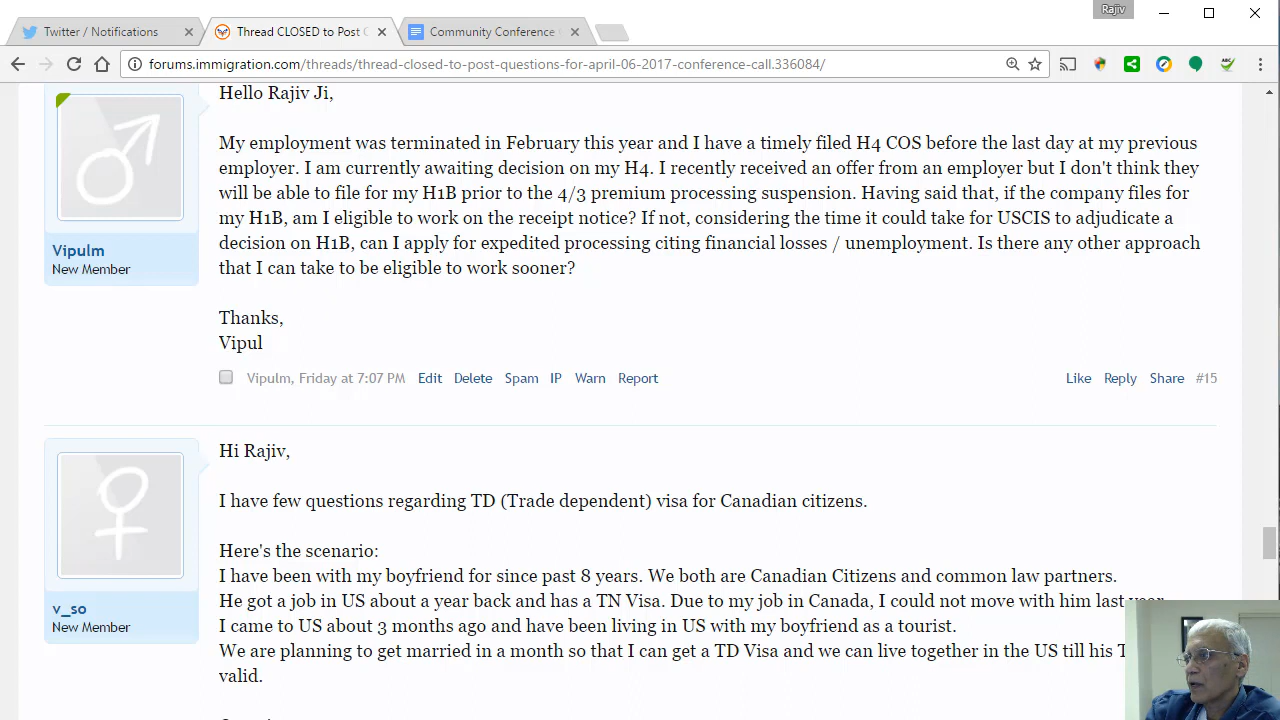 Rajiv
Twitter / Notifications
Thread CLOSED to Post
Community Conference
forums.immigration.com/threads/thread-closed-to-post-questions-for-april-06-2017-conference-call.336084/
ABC
Hello Rajiv Ji,
My employment was terminated in February this year and I have a timely filed H4 COS before the last day at my previous
employer. I am currently awaiting decision on my H4. I recently received an offer from an employer but I don't think they
will be able to file for my H1B prior to the 4/3 premium processing suspension. Having said that, if the company files for
my H1B, am I eligible to work on the receipt notice? If not, considering the time it could take for USCIS to adjudicate a
decision on H1B, can I apply for expedited processing citing financial losses / unemployment. Is there any other approach
that I can take to be eligible to work sooner?
Vipulm
New Member
Thanks,
Vipul
Vipulm, Friday at 7:07 PM Edit Delete Spam IP Warn Report Like Reply Share #15
Hi Rajiv,
I have few questions regarding TD (Trade dependent) visa for Canadian citizens.
Here's the scenario:
I have been with my boyfriend for since past 8 years. We both are Canadian Citizens and common law partners.
He got a job in US about a year back and has a TN Visa. Due to my job in Canada, I could not move with him last year.
I came to US about 3 months ago and have been living in US with my boyfriend as a tourist.
We are planning to get married in a month so that I can get a TD Visa and we can live together in the US till his
valid.
v_so
New Member